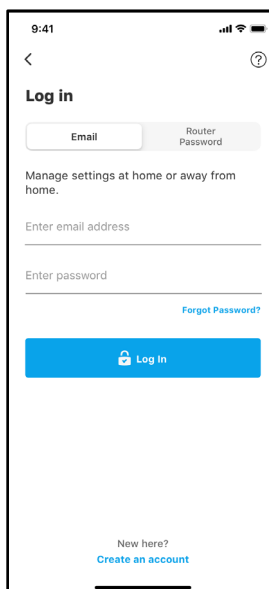 9:41
Log in
Email
Router
Password
Manage settings at home or away from
home.
Enter email address
Enter password
Forgot Password?
Log In
New here?
Create an account